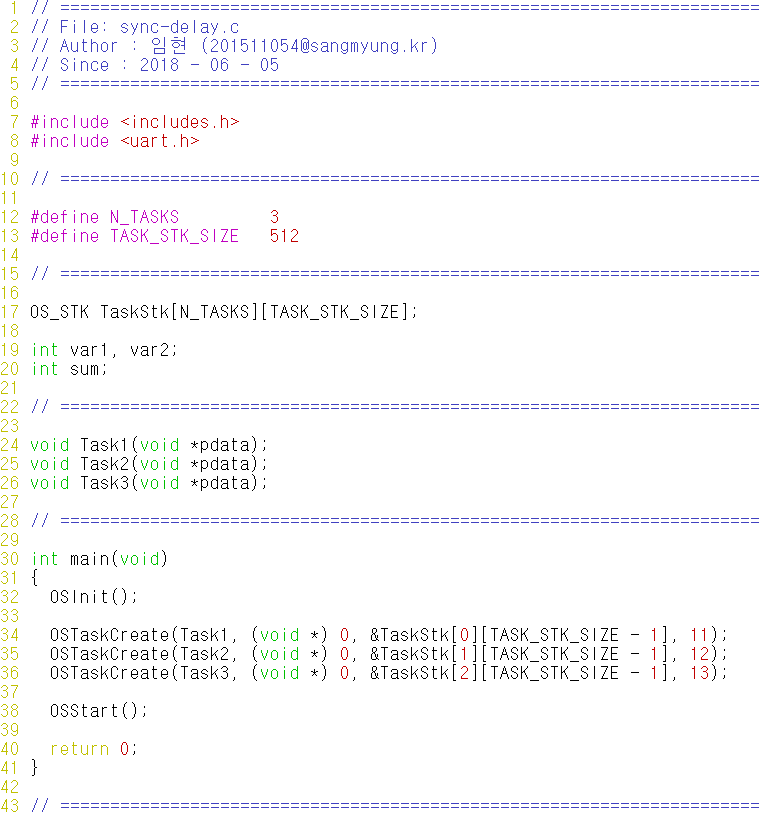 1 // ======================================================================
2 // File: sync-delay.c
3 // Author : 임현 (201511054@sangmyung.kr)
4 // Since : 2018 - 06 - 05
5 // ======================================================================
6
7 #include <includes.h>
8 #include <uart.h>
9
10 // ======================================================================
11
12 #define N_TASKS         3
13 #define TASK_STK_SIZE   512
14
15 // ======================================================================
16
17 OS_STK TaskStk[N_TASKS][TASK_STK_SIZE];
18
19 int var1, var2;
20 int sum;
21
22 // ======================================================================
23
24 void Task1(void *pdata);
25 void Task2(void *pdata);
26 void Task3(void *pdata);
27
28 // ======================================================================
29
30 int main(void)
31 {
32   OSInit();
33
34   OSTaskCreate(Task1, (void *) 0, &TaskStk[0][TASK_STK_SIZE - 1], 11);
35   OSTaskCreate(Task2, (void *) 0, &TaskStk[1][TASK_STK_SIZE - 1], 12);
36   OSTaskCreate(Task3, (void *) 0, &TaskStk[2][TASK_STK_SIZE - 1], 13);
37
38   OSStart();
39
40   return 0;
41 }
42
43 // ======================================================================